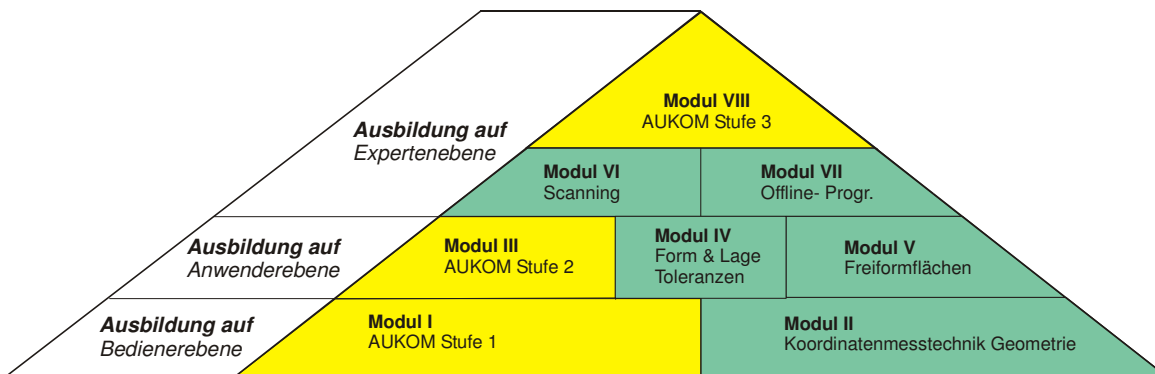 Modul VIII
AUKOM Stufe 3
Ausbildung auf
Expertenebene
Modul VI
Scanning
Modul VII
Offline- Progr.
Ausbildung auf
Anwenderebene
Modul III
AUKOM Stufe 2
Modul IV
Form & Lage
Toleranzen
Modul V
Freiformflächen
Ausbildung auf
Bedienerebene
Modul I
AUKOM Stufe 1
Modul II
Koordinatenmesstechnik Geometrie